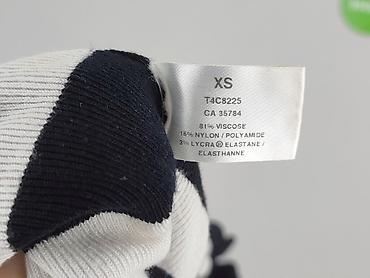 XS
T4C8225
CA 35784
81% VISCOSE
16% NYLON / POLYAMIDE
3% LYCRA® ELASTANE /
ELASTHANNE